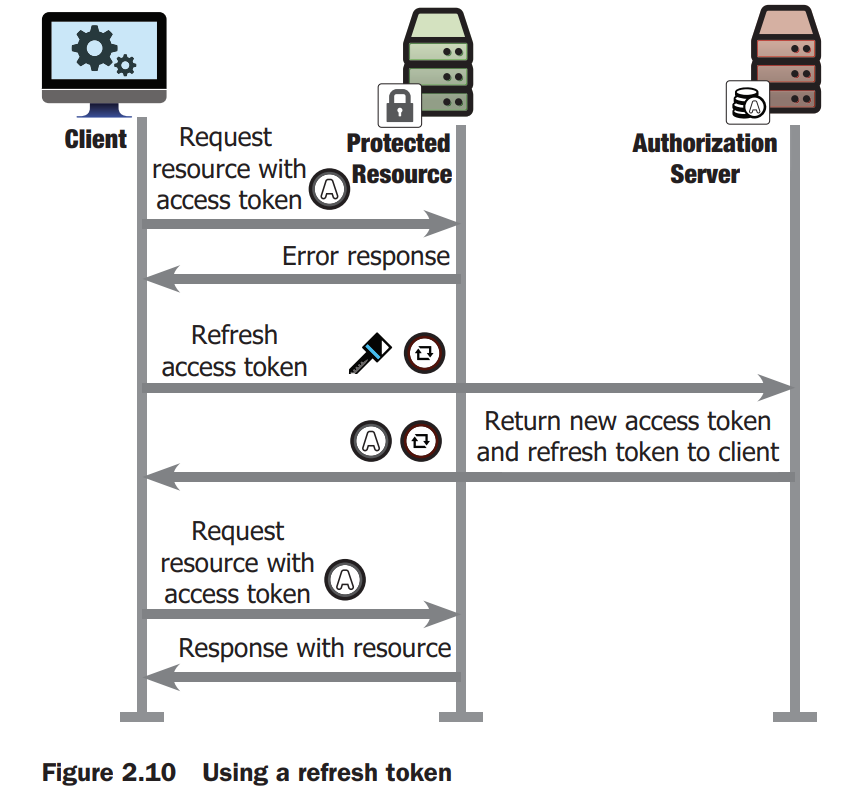 Client
Protected
Resource
Authorization
Server
Request
resource with
access token
A
Error response
Refresh
access token
Return new access token
and refresh token to client
A
Request
resource with
access token
A
Response with resource
Figure 2.10 Using a refresh token